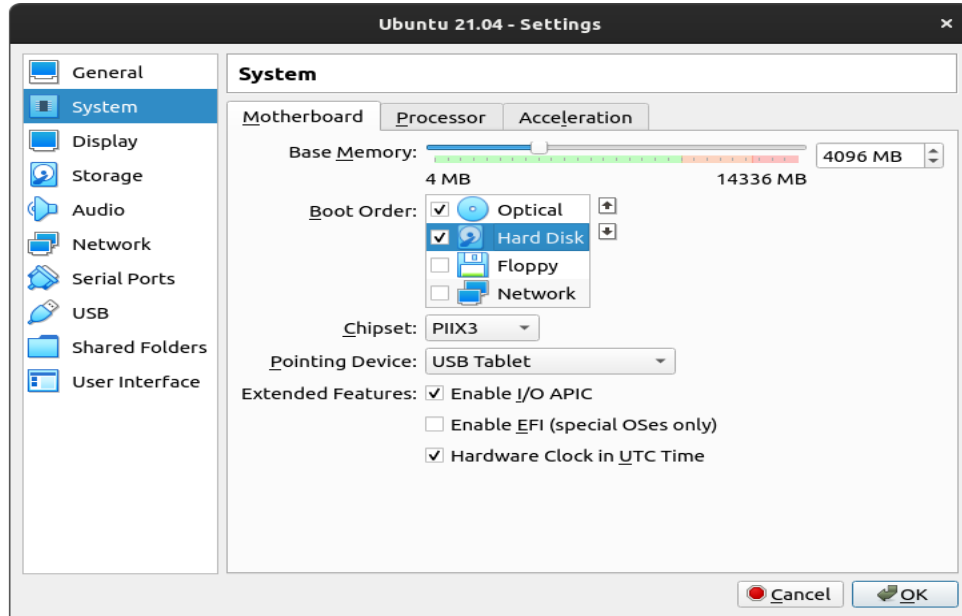 Ubuntu 21.04 - Settings
General
System
Display
Storage
Audio
Network
Serial Ports
USB
Shared Folders
User Interface
System
Motherboard Processor Acceleration
Base Memory: 4096 MB
4 MB 14336 MB
Boot Order: Optical
Hard Disk
Floppy
Network
Chipset: PIIX3
Pointing Device: USB Tablet
Extended Features: Enable I/O APIC
Enable EFI (special OSes only)
Hardware Clock in UTC Time
Cancel OK